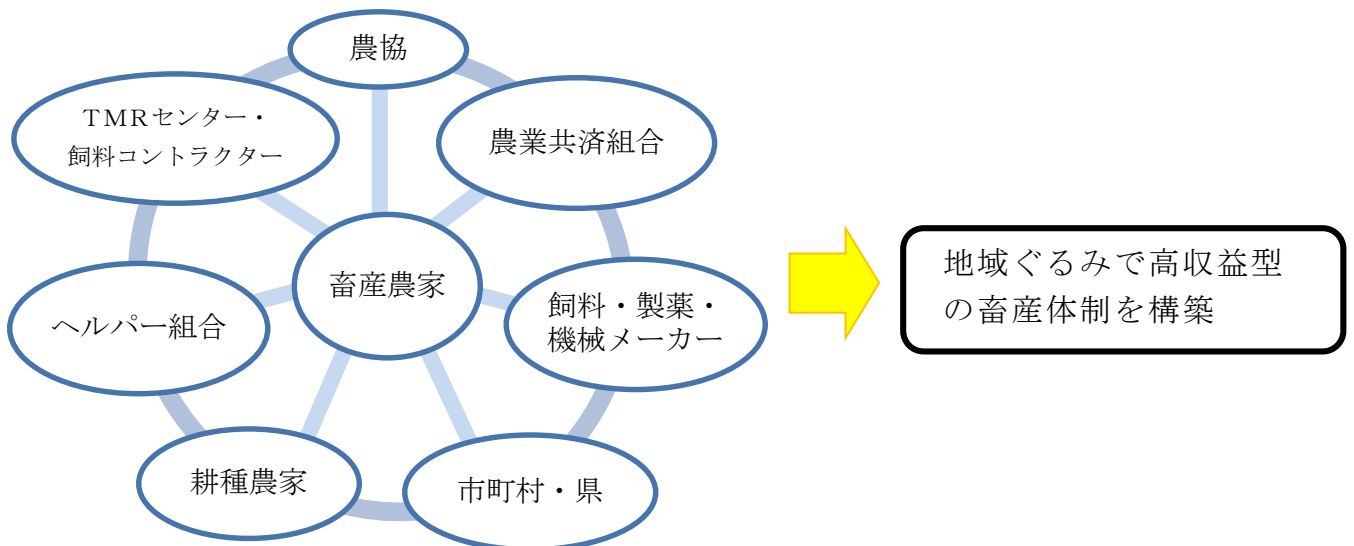 農協
農業共済組合
飼料・製薬・
機械メーカー
市町村・県
耕種農家
ヘルパー組合
ＴＭＲセンター・
飼料コントラクター
畜産農家
地域ぐるみで高収益型
の畜産体制を構築